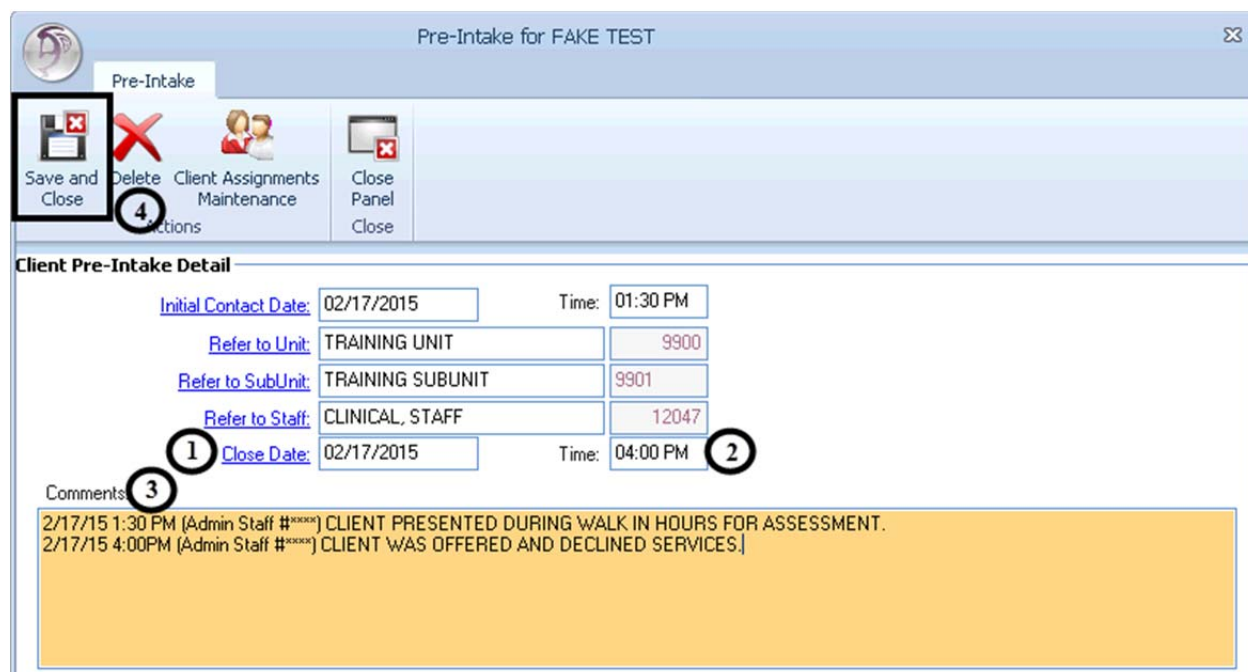 Pre-Intake for FAKE TEST
Pre-Intake
Save and Close
Delete
Client Assignments Maintenance
Close Panel
4
Actions
Close
Client Pre-Intake Detail
Initial Contact Date: 02/17/2015 Time: 01:30 PM
Refer to Unit: TRAINING UNIT 9900
Refer to SubUnit: TRAINING SUBUNIT 9901
Refer to Staff: CLINICAL, STAFF 12047
1 Close Date: 02/17/2015 Time: 04:00 PM 2
Comments: 3
2/17/15 1:30 PM (Admin Staff #****) CLIENT PRESENTED DURING WALK IN HOURS FOR ASSESSMENT.
2/17/15 4:00PM (Admin Staff #****) CLIENT WAS OFFERED AND DECLINED SERVICES.